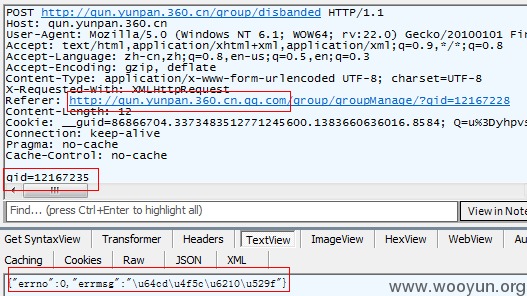 POST http://qun.yunpan.360.cn/group/disbanded HTTP/1.1
Host: qun.yunpan.360.cn
User-Agent: Mozilla/5.0 (Windows NT 6.1; WOW64; rv:22.0) Gecko/20100101 Fir
Accept: text/html,application/xhtml+xml,application/xml;q=0.9,*/*;q=0.8
Accept-Language: zh-cn,zh;q=0.8,en-us;q=0.5,en;q=0.3
Accept-Encoding: gzip, deflate
Content-Type: application/x-www-form-urlencoded UTF-8; charset=UTF-8
X-Requested-With: XMLHttpRequest
Referer: http://qun.yunpan.360.cn.qq.com/group/groupManage/?gid=12167228
Content-Length: 12
Cookie: __guid=86866704.3373483512771245600.1383660636016.8584; Q=u%3Dyhpvs
Connection: keep-alive
Pragma: no-cache
Cache-Control: no-cache
gid=12167235
Find... (press Ctrl+Enter to highlight all)
View in Note
Get SyntaxView Transformer Headers TextView ImageView HexView WebView
Caching Cookies Raw JSON XML
{"errno":0,"errmsg":"\u64cd\u4f5c\u6210\u529f"}
www.wooyun.org